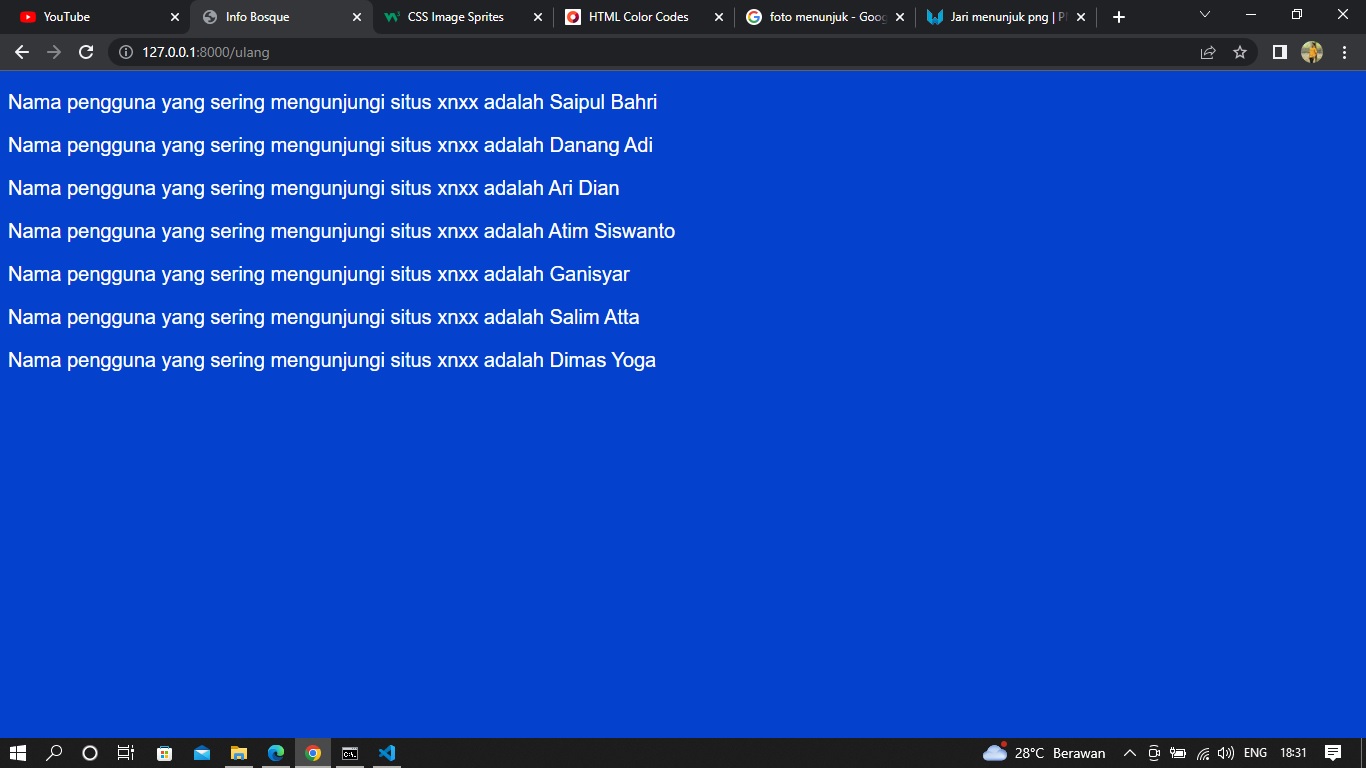 YouTube
Info Bosque
CSS Image Sprites
HTML Color Codes
foto menunjuk - Goog
Jari menunjuk png | P
127.0.0.1:8000/ulang
Nama pengguna yang sering mengunjungi situs xnxx adalah Saipul Bahri
Nama pengguna yang sering mengunjungi situs xnxx adalah Danang Adi
Nama pengguna yang sering mengunjungi situs xnxx adalah Ari Dian
Nama pengguna yang sering mengunjungi situs xnxx adalah Atim Siswanto
Nama pengguna yang sering mengunjungi situs xnxx adalah Ganisyar
Nama pengguna yang sering mengunjungi situs xnxx adalah Salim Atta
Nama pengguna yang sering mengunjungi situs xnxx adalah Dimas Yoga
28°C Berawan
ENG
18:31